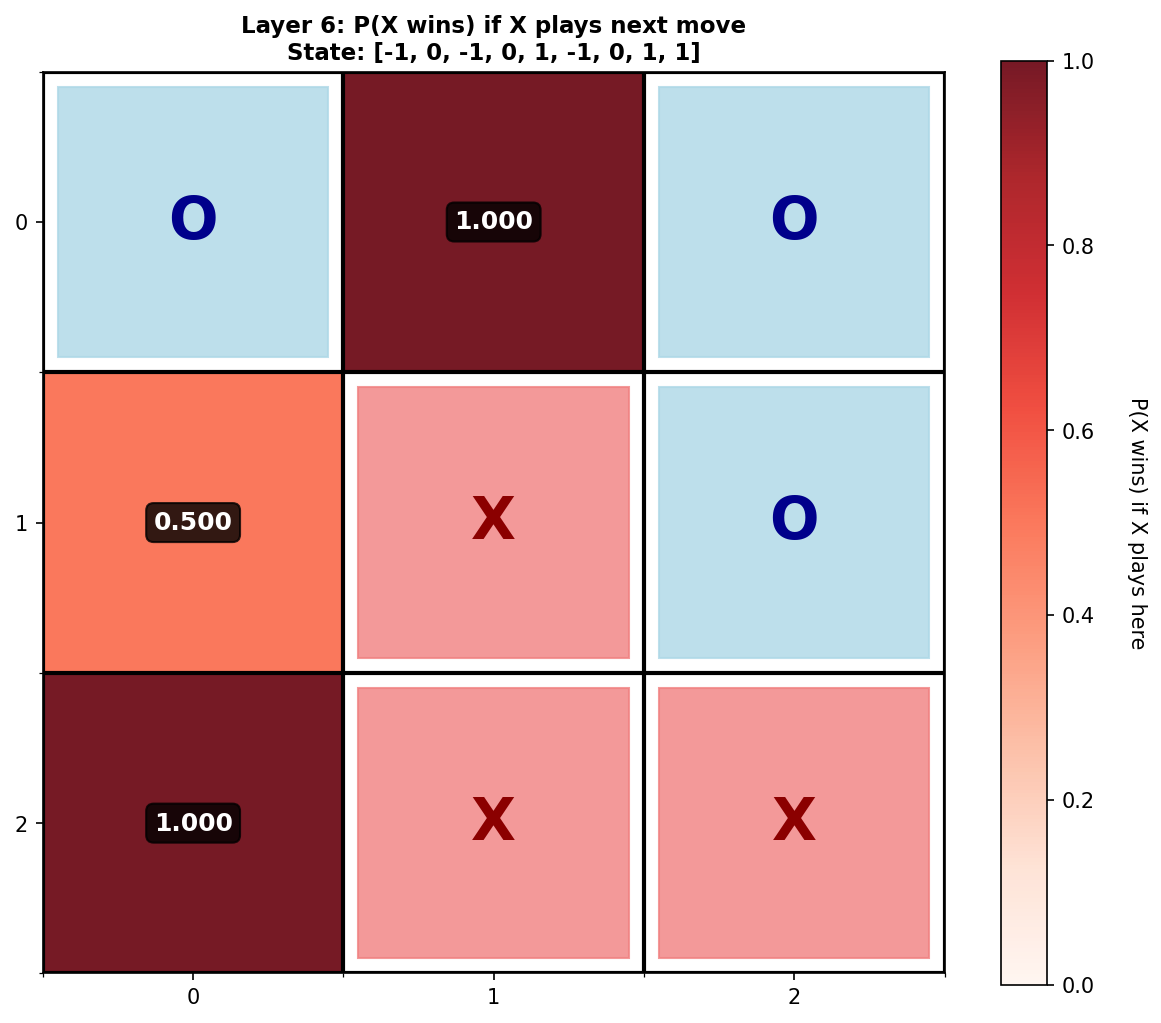 Layer 6: P(X wins) if X plays next move
State: [-1, 0, -1, 0, 1, -1, 0, 1, 1]
O
1.000
O
0.500
X
O
1.000
X
X
0
1
2
0
1
2
1.0
0.8
0.6
0.4
0.2
0.0
P(X wins) if X plays here